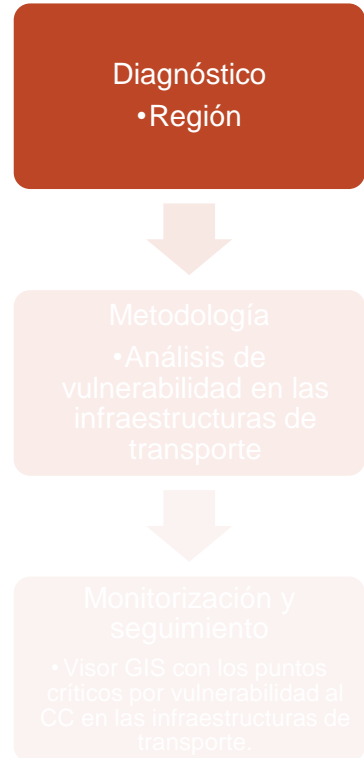 Diagnóstico
•Región
Metodología
•Análisis de
vulnerabilidad en las
infraestructuras de
transporte
Monitorización y
seguimiento
• Visor GIS con los puntos
críticos por vulnerabilidad al
CC en las infraestructuras de
transporte.